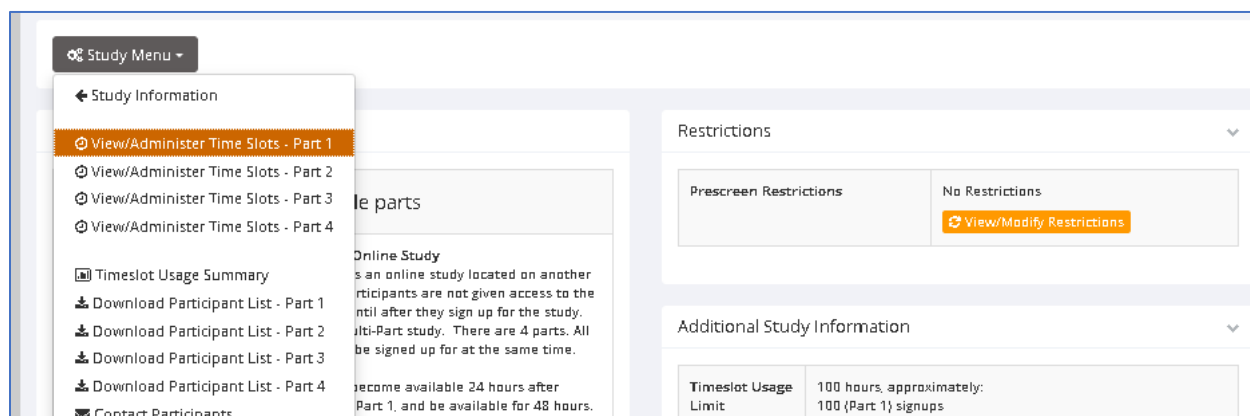 Study Menu
Study Information
View/Administer Time Slots - Part 1
View/Administer Time Slots - Part 2
View/Administer Time Slots - Part 3
View/Administer Time Slots - Part 4
Timeslot Usage Summary
Download Participant List - Part 1
Download Participant List - Part 2
Download Participant List - Part 3
Download Participant List - Part 4
Contact Participants
le parts
Online Study
s an online study located on another
rticipants are not given access to the
ntil after they sign up for the study.
ulti-Part study. There are 4 parts. All
be signed up for at the same time.
become available 24 hours after
Part 1, and be available for 48 hours.
Restrictions
Prescreen Restrictions
No Restrictions
View/Modify Restrictions
Additional Study Information
Timeslot Usage Limit
100 hours, approximately:
100 (Part 1) signups